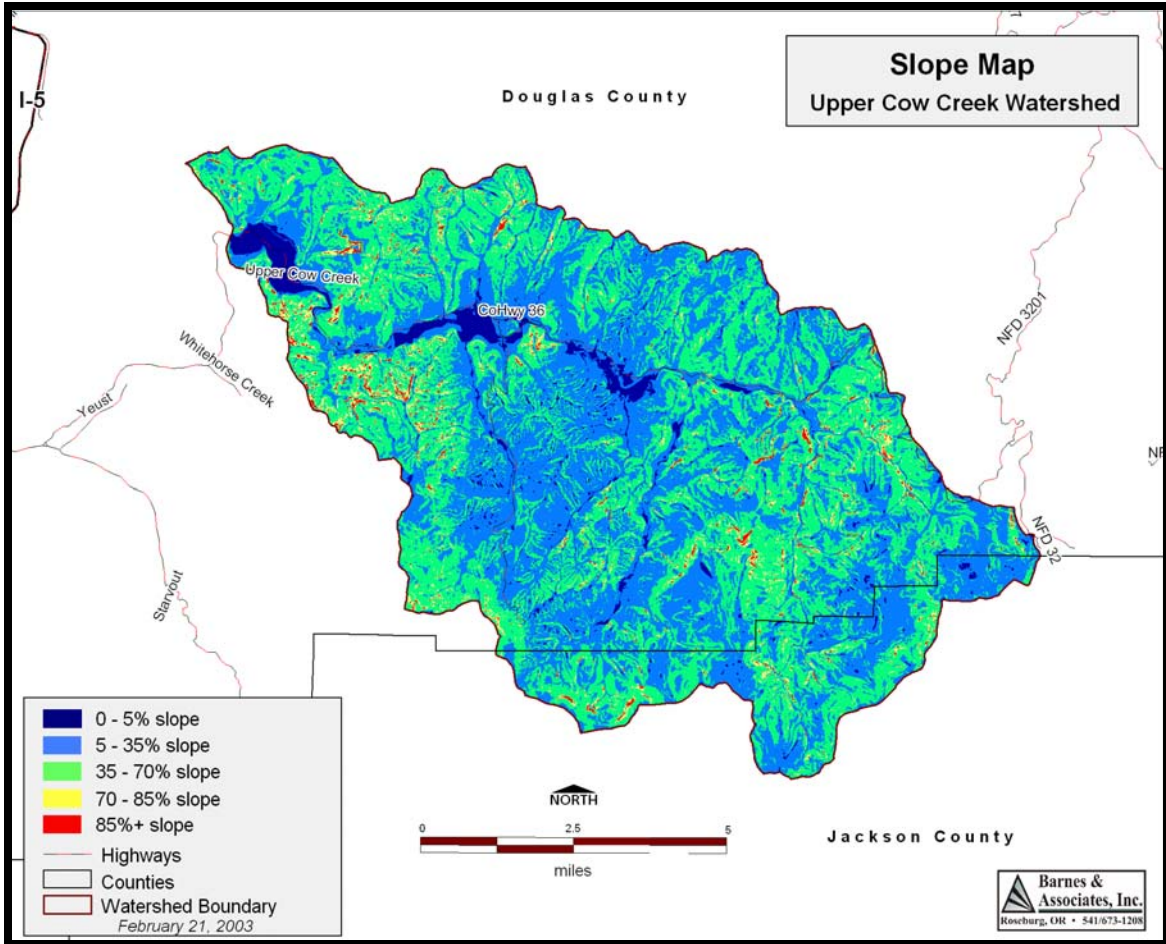 Slope Map
Upper Cow Creek Watershed
I-5
Douglas County
Upper Cow Creek
CoHwy 36
NFD 3201
Whitehorse Creek
Yeust
NF
NFD 32
Starvout
0 - 5% slope
5 - 35% slope
35 - 70% slope
70 - 85% slope
85%+ slope
Highways
Counties
Watershed Boundary
February 21, 2003
NORTH
0 2.5 5
miles
Jackson County
Barnes &
Associates, Inc.
Roseburg, OR • 541/673-1208